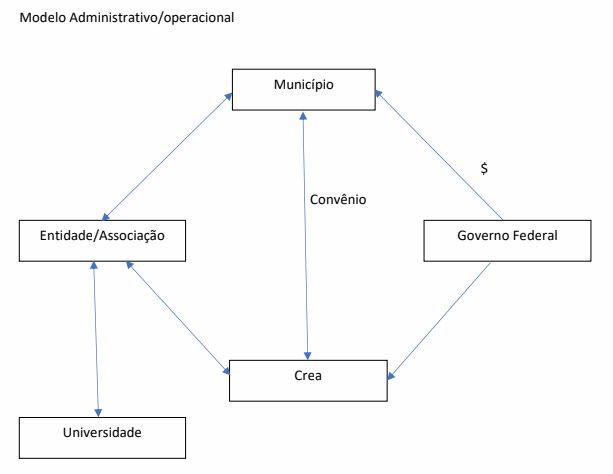 Modelo Administrativo/operacional
Município
$
Convênio
Entidade/Associação
Governo Federal
Crea
Universidade